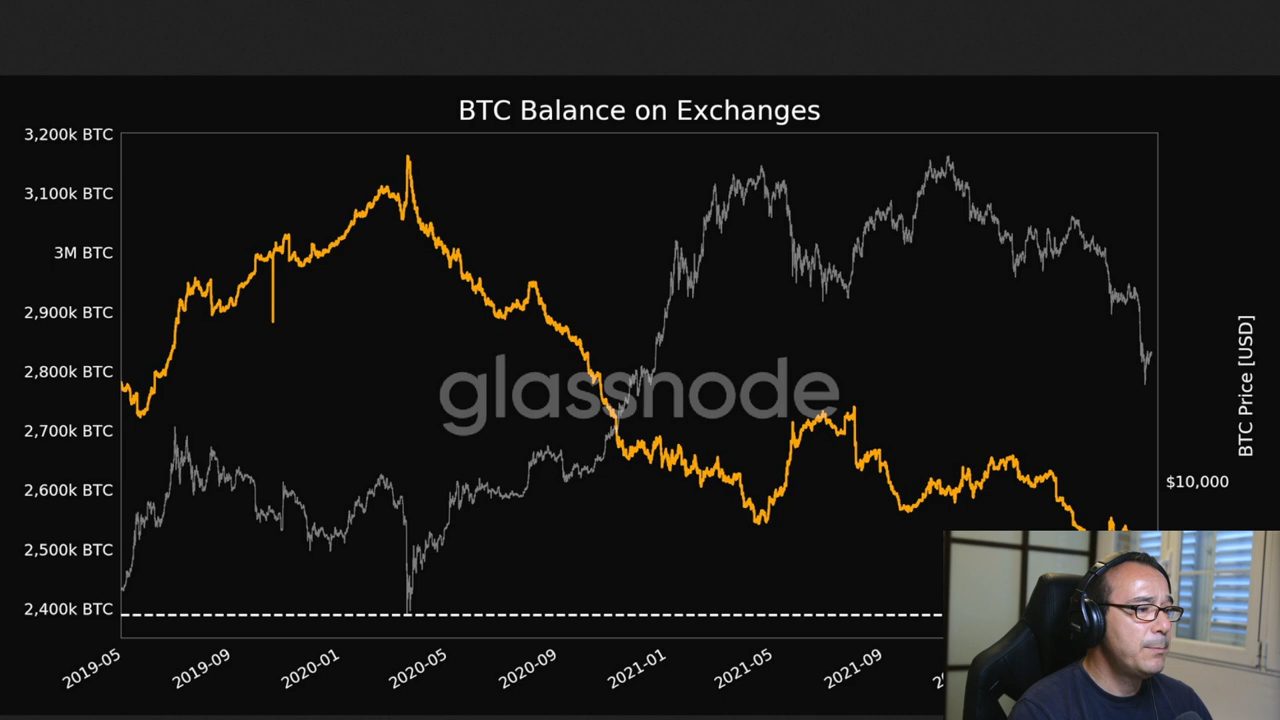 BTC Balance on Exchanges
3,200k BTC
3,100k BTC
3M BTC
2,900k BTC
2,800k BTC
2,700k BTC
2,600k BTC
2,500k BTC
2,400k BTC
glassnode
BTC Price [USD]
$10,000
2019-05
2019-09
2020-01
2020-05
2020-09
2021-01
2021-05
2021-09